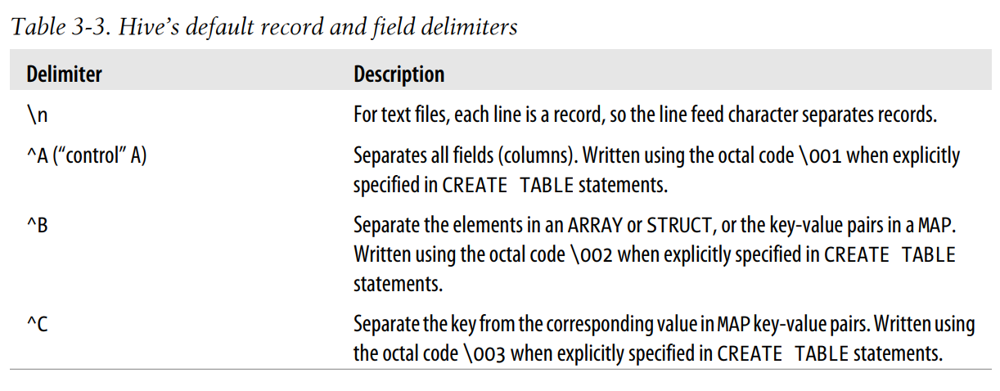 Table 3-3. Hive’s default record and field delimiters
Delimiter Description
\n For text files, each line is a record, so the line feed character separates records.
^A (“control” A) Separates all fields (columns). Written using the octal code \001 when explicitly
specified in CREATE TABLE statements.
^B Separate the elements in an ARRAY or STRUCT, or the key-value pairs in a MAP.
Written using the octal code \002 when explicitly specified in CREATE TABLE
statements.
^C Separate the key from the corresponding value in MAP key-value pairs. Written using
the octal code \003 when explicitly specified in CREATE TABLE statements.